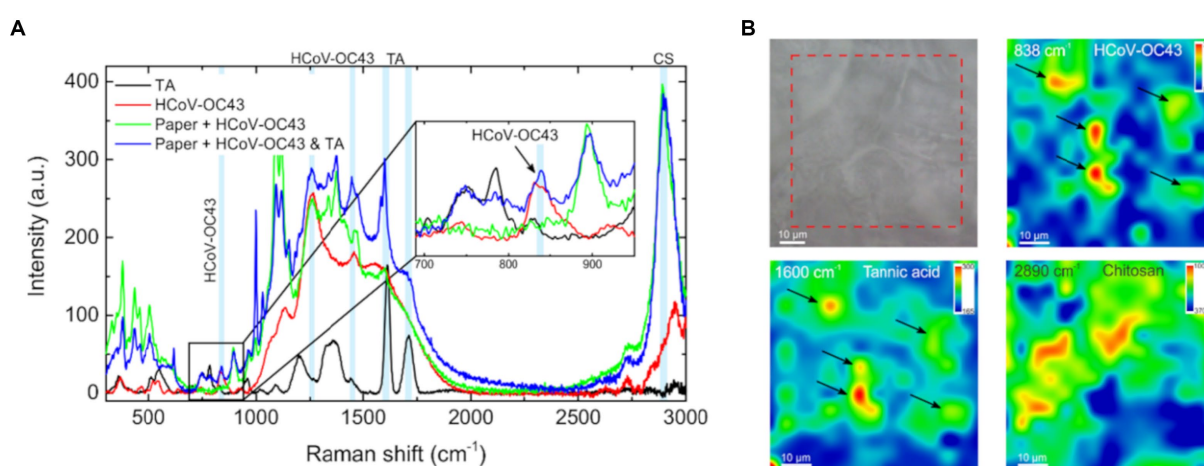 A
HCoV-OC43 TA CS
400
300
200
100
0
Intensity (a.u.)
TA
HCoV-OC43
Paper + HCoV-OC43
Paper + HCoV-OC43 & TA
HCoV-OC43
HCoV-OC43
700 800 900
500 1000 1500 2000 2500 3000
Raman shift (cm-1)
B
10 μm
838 cm-1 HCoV-OC43
10 μm
1600 cm-1 Tannic acid
10 μm
2890 cm-1 Chitosan
10 μm